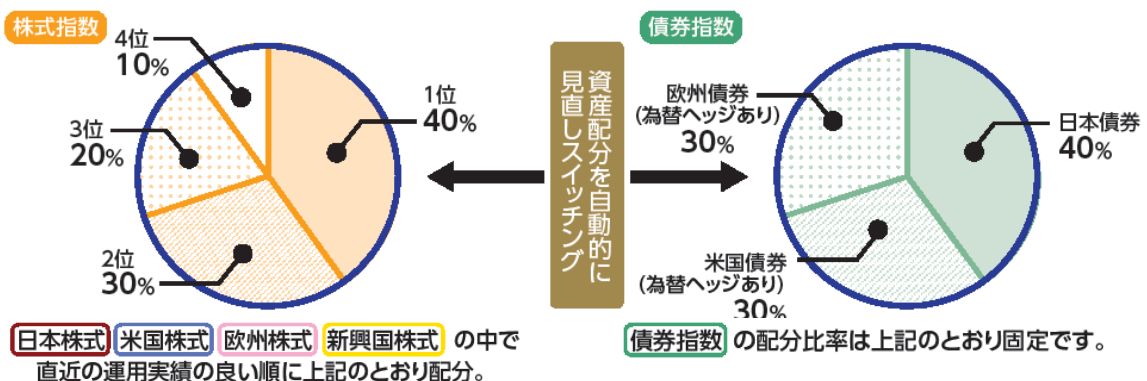 株式指数
4位
10%
1位
40%
3位
20%
2位
30%
日本株式 米国株式 欧州株式 新興国株式 の中で
直近の運用実績の良い順に上記のとおり配分。
資産配分を自動的に
見直しスイッチング
債券指数
欧州債券
(為替ヘッジあり)
30%
日本債券
40%
米国債券
(為替ヘッジあり)
30%
債券指数 の配分比率は上記のとおり固定です。